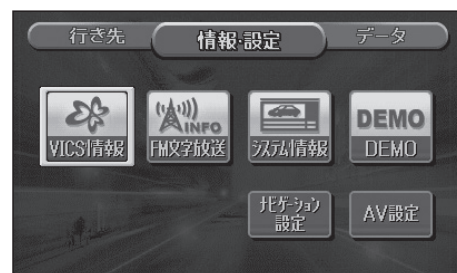 行き先
情報・設定
データ
INFO
DEMO
VICS情報
FM文字放送
システム情報
DEMO
ナビゲーション
設定
AV設定